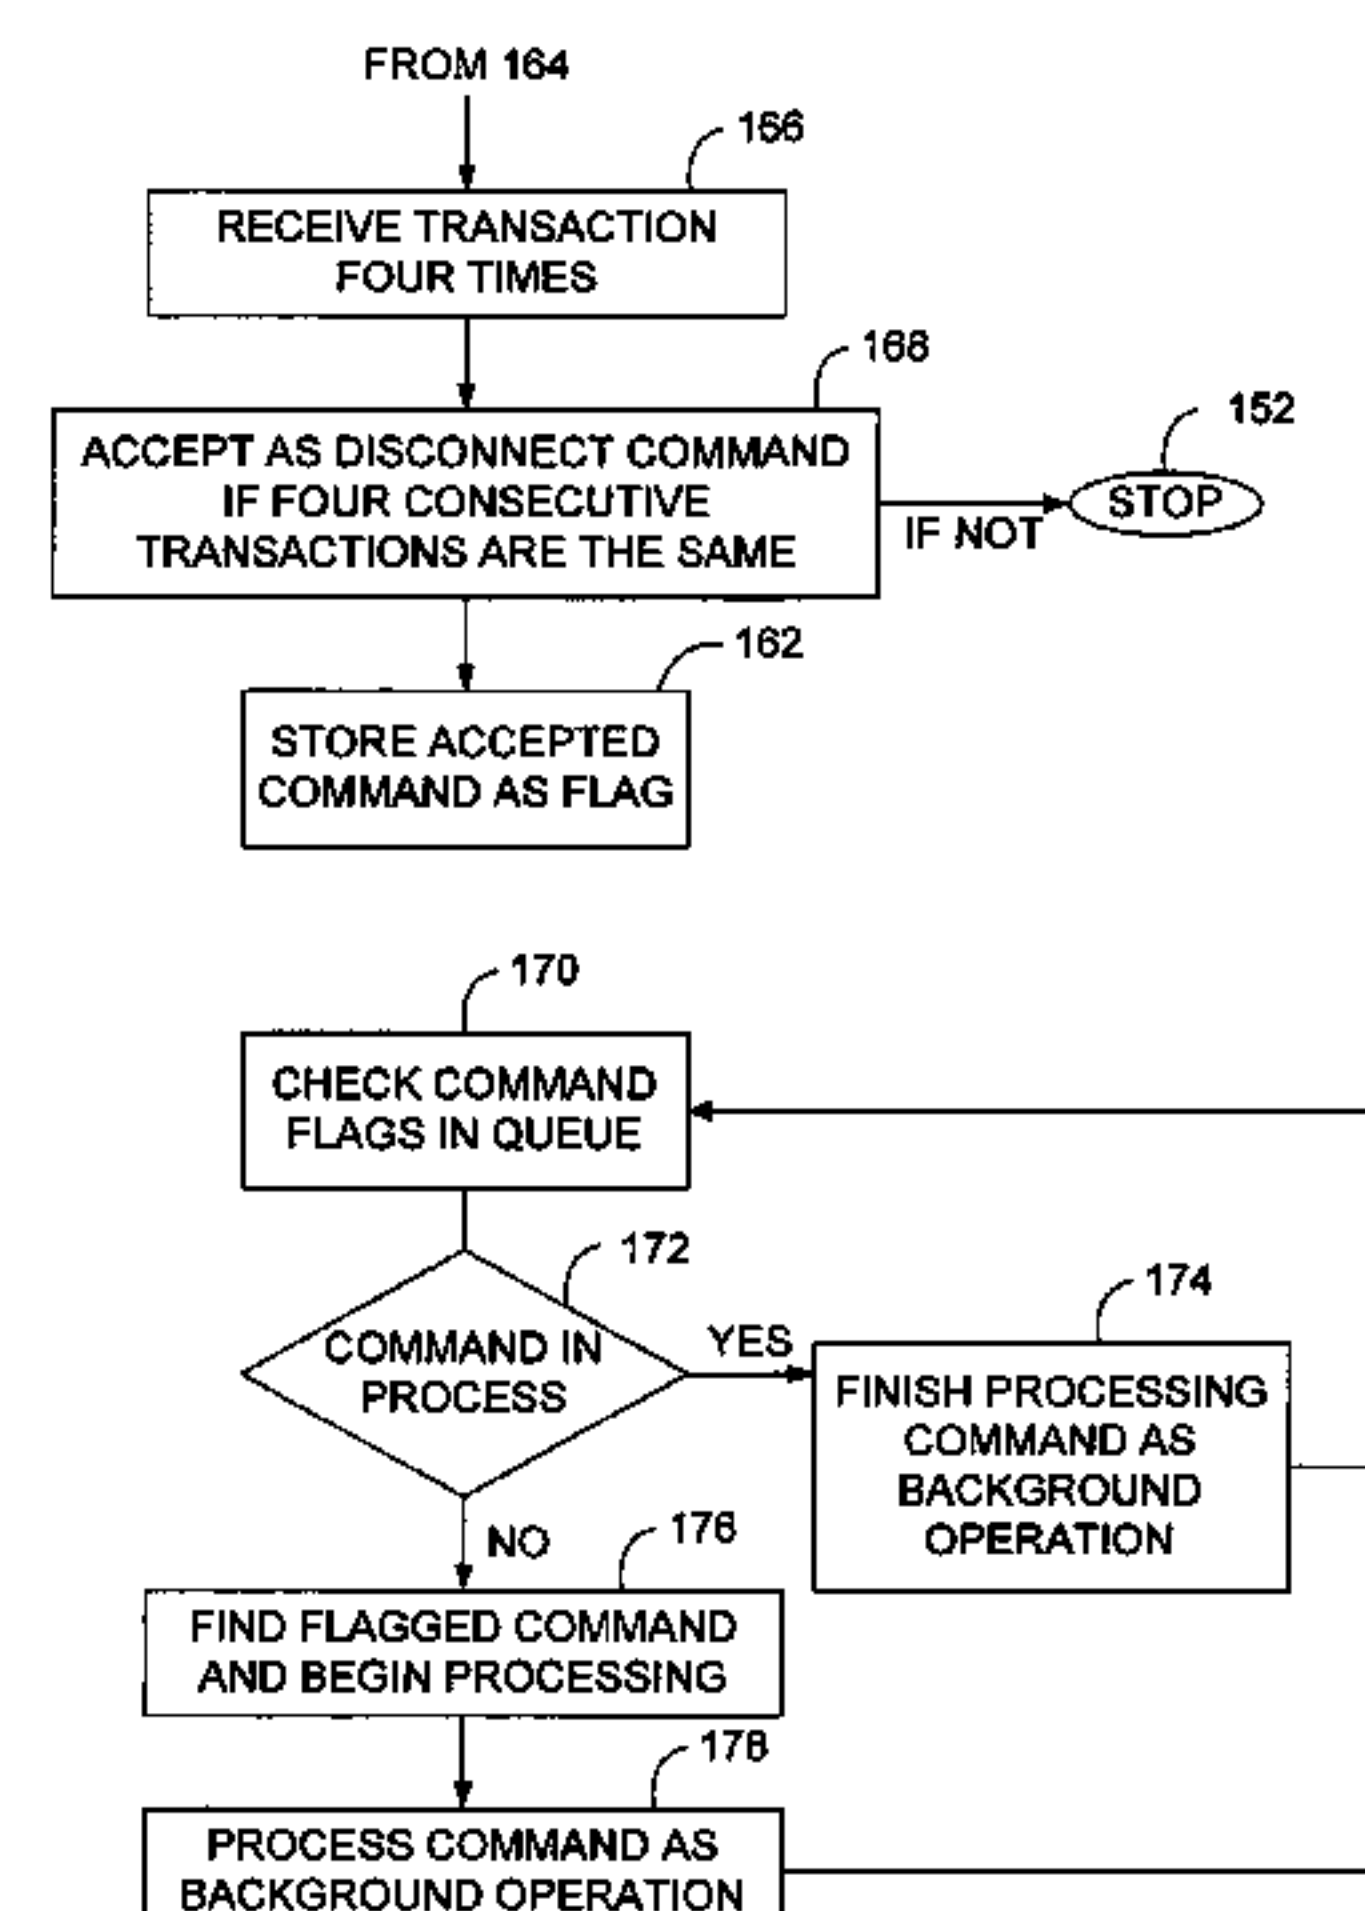 FROM 164
166
RECEIVE TRANSACTION
FOUR TIMES
168
ACCEPT AS DISCONNECT COMMAND
IF FOUR CONSECUTIVE
TRANSACTIONS ARE THE SAME
IF NOT
152
STOP
162
STORE ACCEPTED
COMMAND AS FLAG
170
CHECK COMMAND
FLAGS IN QUEUE
172
COMMAND IN
PROCESS
YES
174
FINISH PROCESSING
COMMAND AS
BACKGROUND
OPERATION
NO
176
FIND FLAGGED COMMAND
AND BEGIN PROCESSING
178
PROCESS COMMAND AS
BACKGROUND OPERATION